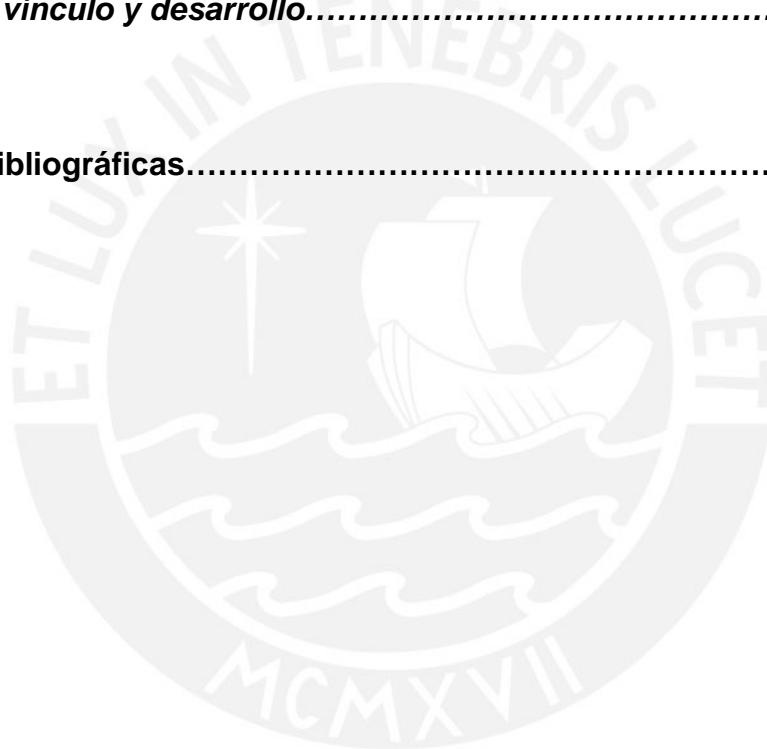 vínculo y desarrollo……………………………………………
ibliográficas……………………………………………………
ET LUX IN TENEBRIS LUCET
MCMXVII